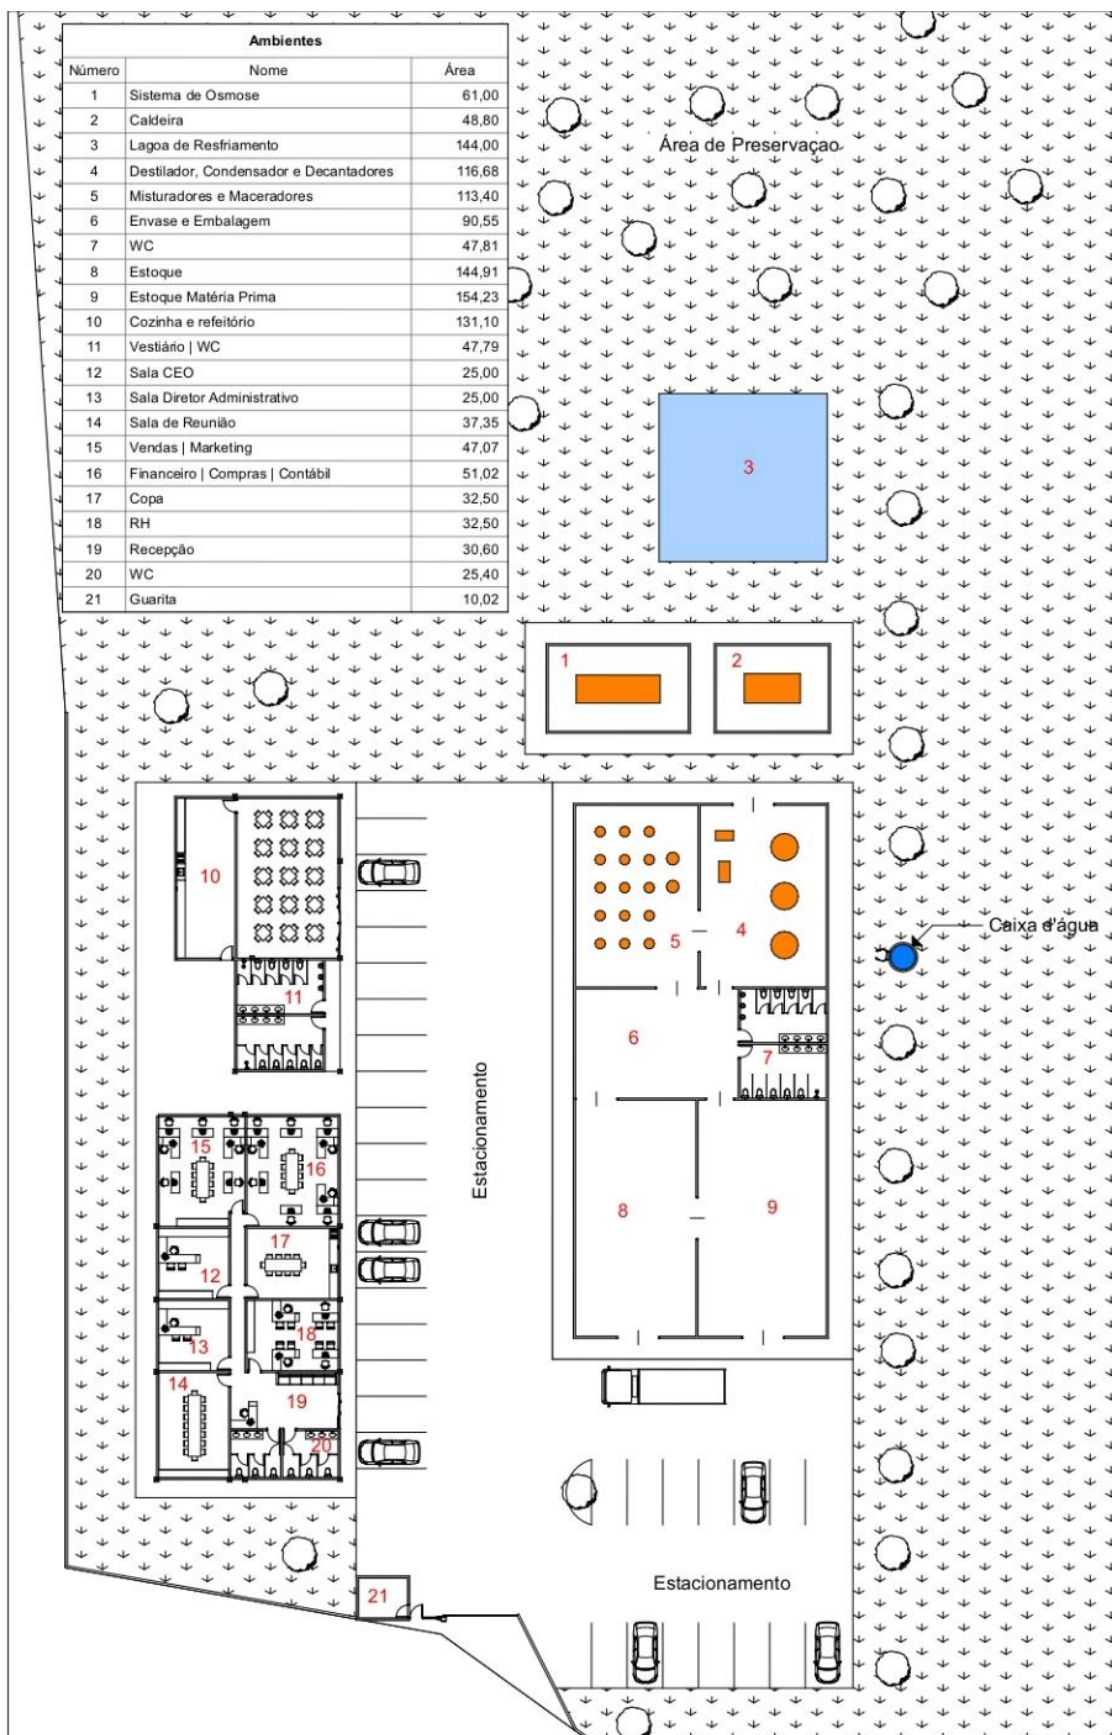 Ambientes
Número Nome Área
1 Sistema de Osmose 61,00
2 Caldeira 48,80
3 Lagoa de Resfriamento 144,00
4 Destilador, Condensador e Decantadores 116,68
5 Misturadores e Maceradores 113,40
6 Envase e Embalagem 90,55
7 WC 47,81
8 Estoque 144,91
9 Estoque Matéria Prima 154,23
10 Cozinha e refeitório 131,10
11 Vestiário | WC 47,79
12 Sala CEO 25,00
13 Sala Diretor Administrativo 25,00
14 Sala de Reunião 37,35
15 Vendas | Marketing 47,07
16 Financeiro | Compras | Contábil 51,02
17 Copa 32,50
18 RH 32,50
19 Recepção 30,60
20 WC 25,40
21 Guarita 10,02
Área de Preservaçao
3
1
2
10
5
4
Caixa d'água
11
6
7
Estacionamento
15
16
8
9
17
12
18
13
14
19
20
Estacionamento
21